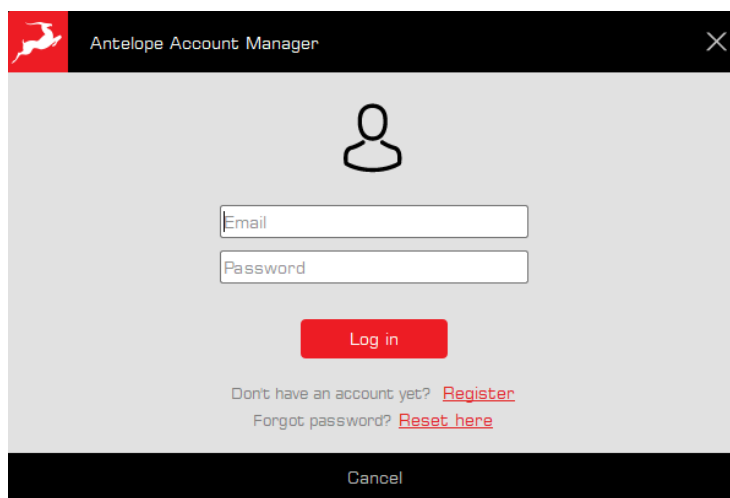 Antelope Account Manager
Email
Password
Log in
Don't have an account yet? Register
Forgot password? Reset here
Cancel